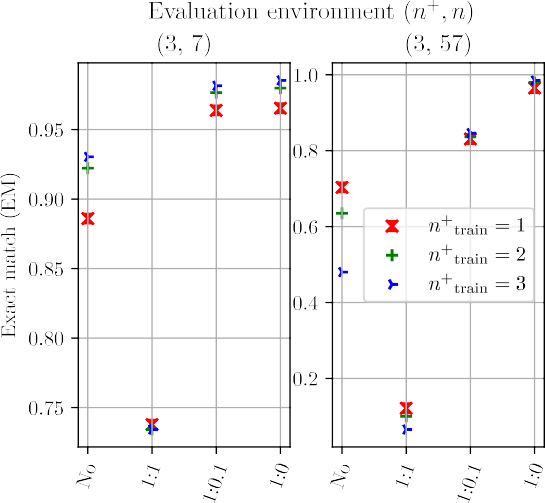 Evaluation environment (n⁺, n)
(3, 7)
(3, 57)
Exact match (EM)
0.95
0.90
0.85
0.80
0.75
1.0
0.8
0.6
0.4
0.2
n⁺train = 1
n⁺train = 2
n⁺train = 3
No
1:1
1:0.1
1:0
No
1:1
1:0.1
1:0